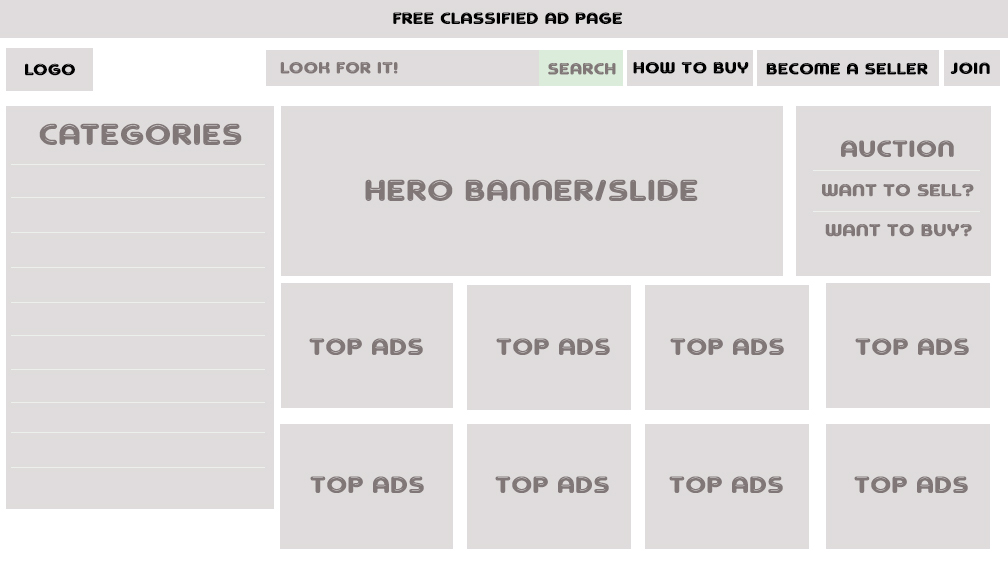 FREE CLASSIFIED AD PAGE
LOGO
LOOK FOR IT!
SEARCH
HOW TO BUY
BECOME A SELLER
JOIN
CATEGORIES
HERO BANNER/SLIDE
AUCTION
WANT TO SELL?
WANT TO BUY?
TOP ADS
TOP ADS
TOP ADS
TOP ADS
TOP ADS
TOP ADS
TOP ADS
TOP ADS